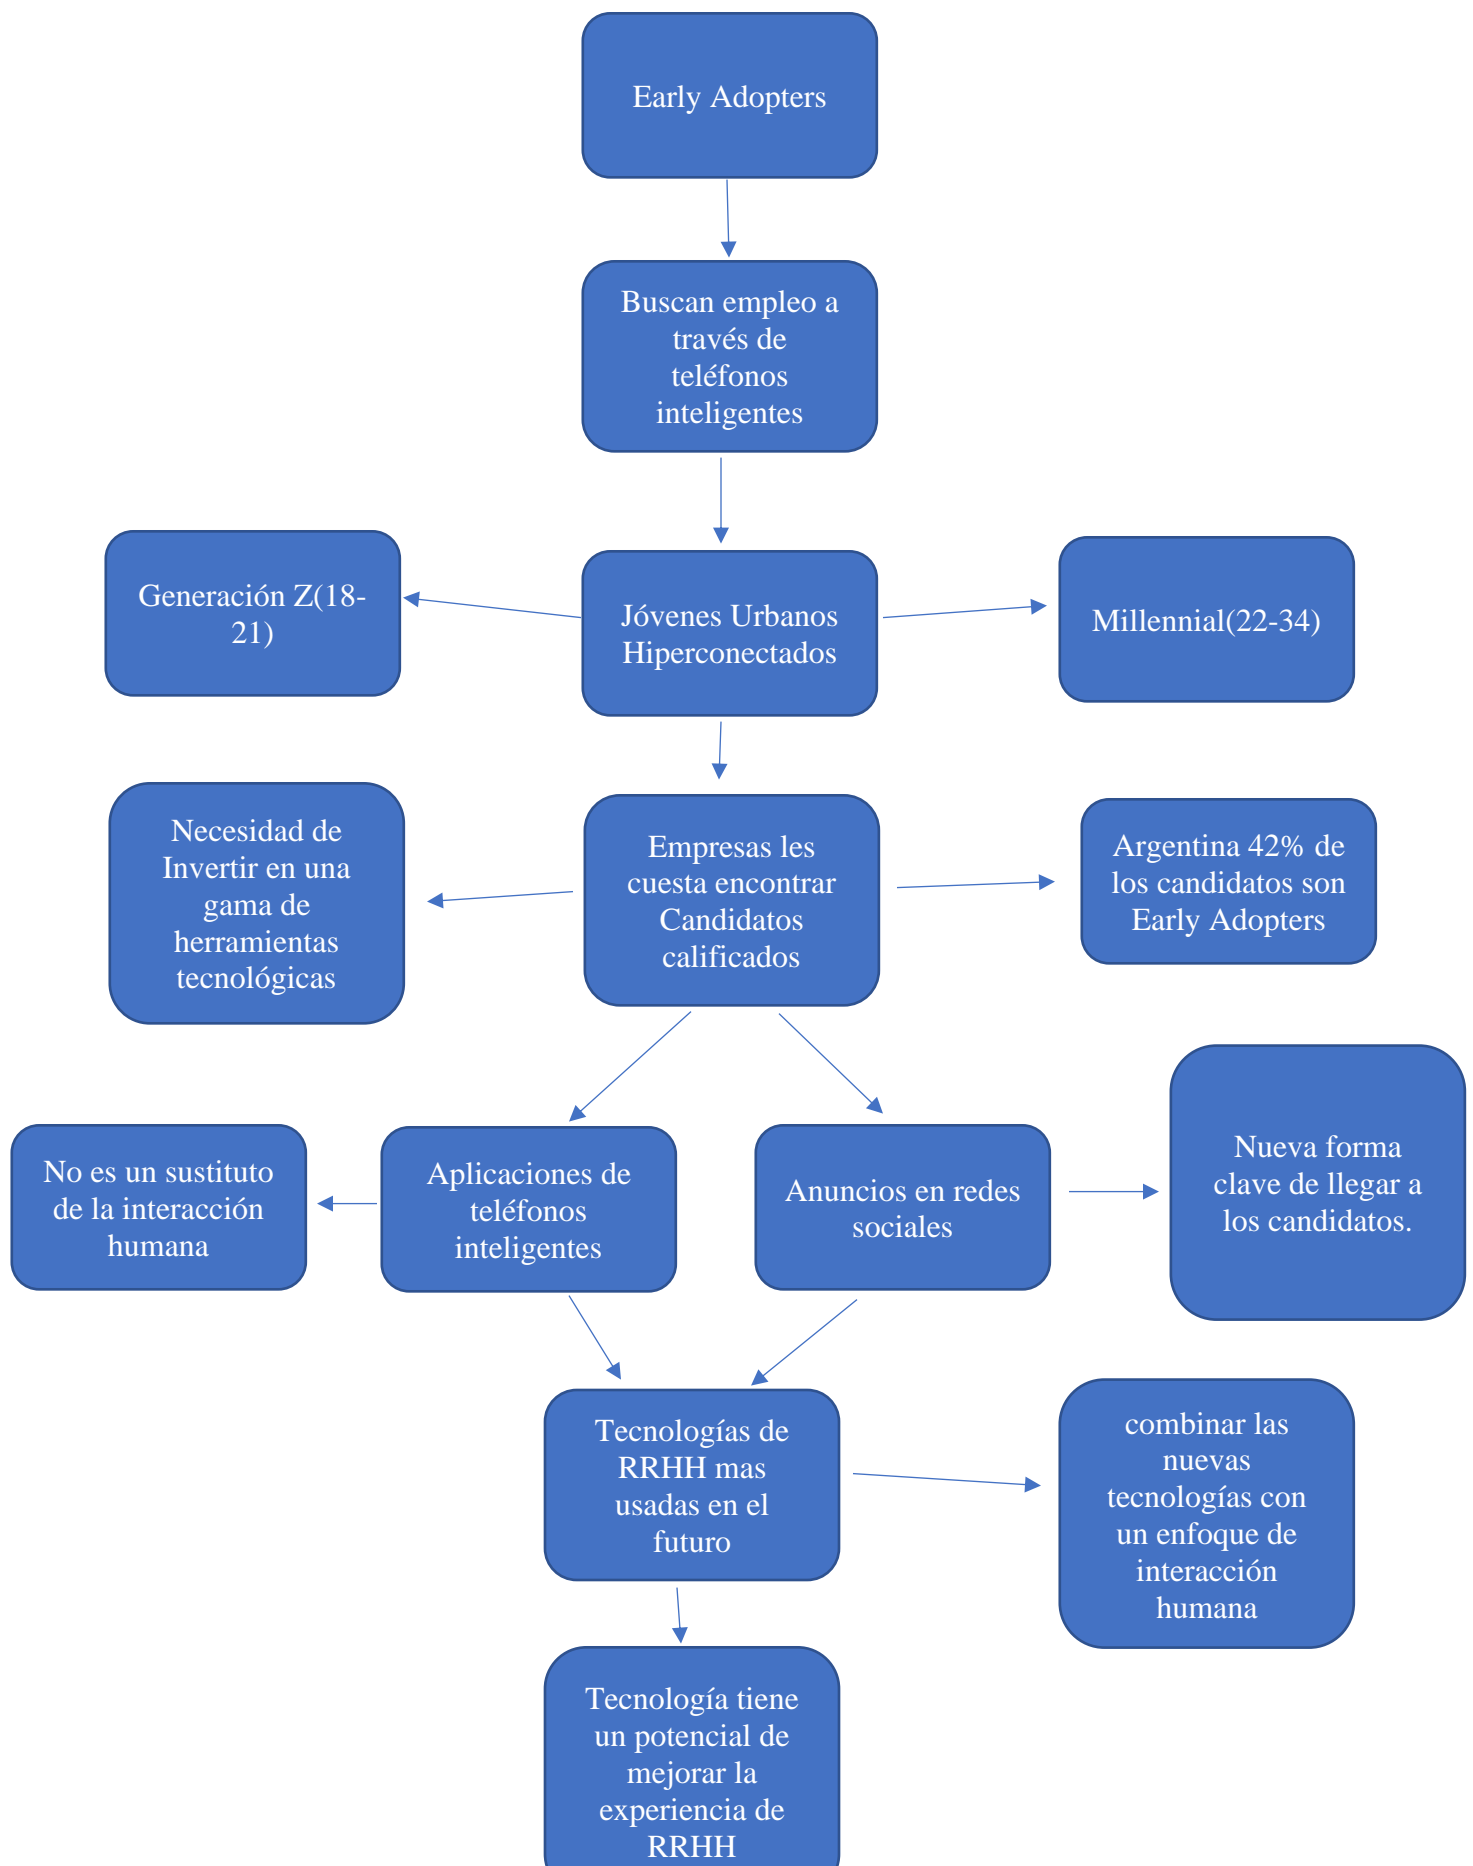 Early Adopters
Buscan empleo a
través de
teléfonos
inteligentes
Generación Z(18-
21)
Jóvenes Urbanos
Hiperconectados
Millennial(22-34)
Necesidad de
Invertir en una
gama de
herramientas
tecnológicas
Empresas les
cuesta encontrar
Candidatos
calificados
Argentina 42% de
los candidatos son
Early Adopters
No es un sustituto
de la interacción
humana
Aplicaciones de
teléfonos
inteligentes
Anuncios en redes
sociales
Nueva forma
clave de llegar a
los candidatos.
Tecnologías de
RRHH mas
usadas en el
futuro
combinar las
nuevas
tecnologías con
un enfoque de
interacción
humana
Tecnología tiene
un potencial de
mejorar la
experiencia de
RRHH